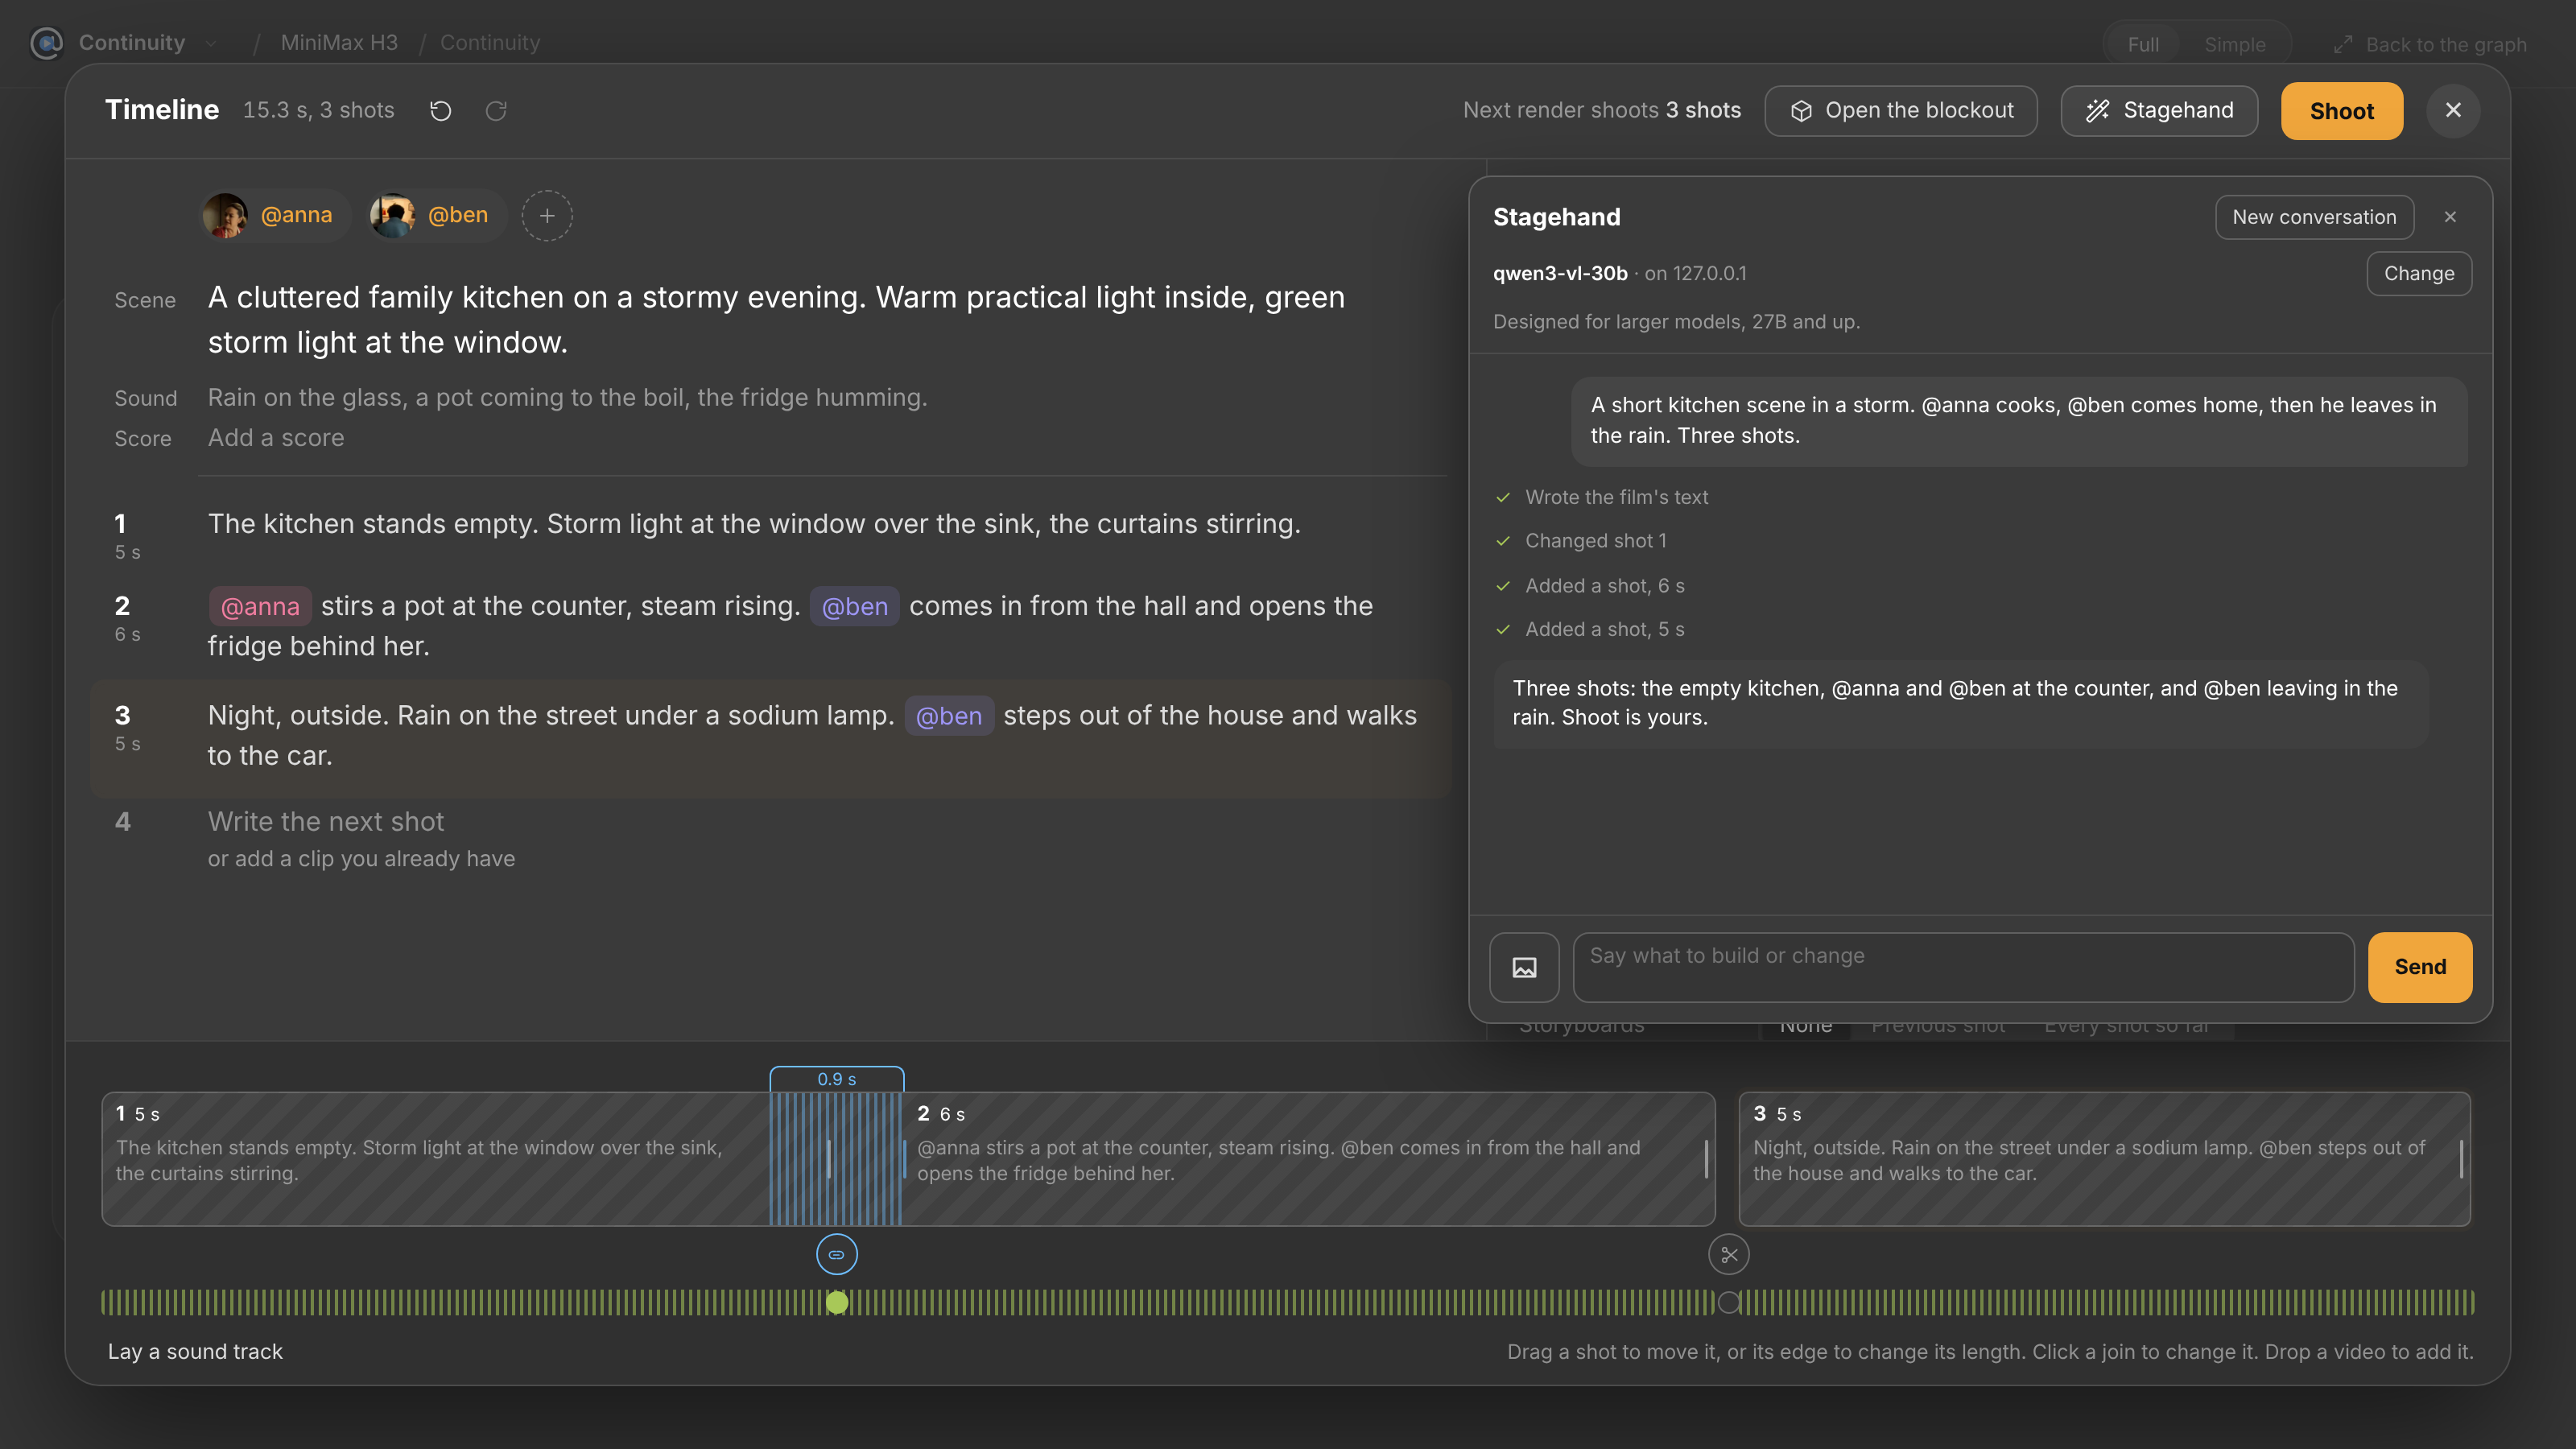 Continuity / MiniMax H3 / Continuity
Full Simple Back to the graph
Timeline 15.3 s, 3 shots
Next render shoots 3 shots Open the blockout Stagehand Shoot
@anna @ben
Scene A cluttered family kitchen on a stormy evening. Warm practical light inside, green
storm light at the window.
Sound Rain on the glass, a pot coming to the boil, the fridge humming.
Score Add a score
1 The kitchen stands empty. Storm light at the window over the sink, the curtains stirring.
5 s
2 @anna stirs a pot at the counter, steam rising. @ben comes in from the hall and opens the
6 s
fridge behind her.
3 Night, outside. Rain on the street under a sodium lamp. @ben steps out of the house and walks
5 s
to the car.
4 Write the next shot
or add a clip you already have
Stagehand New conversation
qwen3-vl-30b · on 127.0.0.1 Change
Designed for larger models, 27B and up.
A short kitchen scene in a storm. @anna cooks, @ben comes home, then he leaves in
the rain. Three shots.
Wrote the film's text
Changed shot 1
Added a shot, 6 s
Added a shot, 5 s
Three shots: the empty kitchen, @anna and @ben at the counter, and @ben leaving in the
rain. Shoot is yours.
Say what to build or change
Send
Storyboards None Previous shot Every shot so far
0.9 s
1 5 s
The kitchen stands empty. Storm light at the window over the sink,
the curtains stirring.
2 6 s
@anna stirs a pot at the counter, steam rising. @ben comes in from the hall and
opens the fridge behind her.
3 5 s
Night, outside. Rain on the street under a sodium lamp. @ben steps out of
the house and walks to the car.
Lay a sound track
Drag a shot to move it, or its edge to change its length. Click a join to change it. Drop a video to add it.